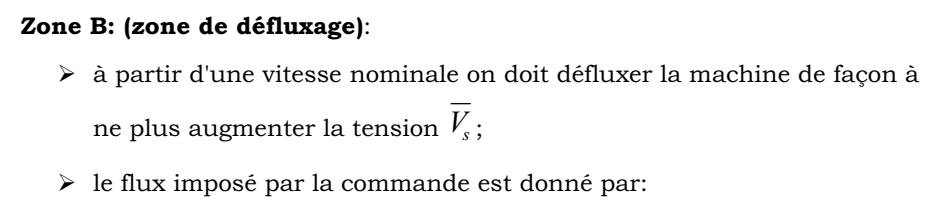 Zone B: (zone de défluxage):
➢ à partir d'une vitesse nominale on doit défluxer la machine de façon à
ne plus augmenter la tension $\overline{V_s}$ ;
➢ le flux imposé par la commande est donné par: